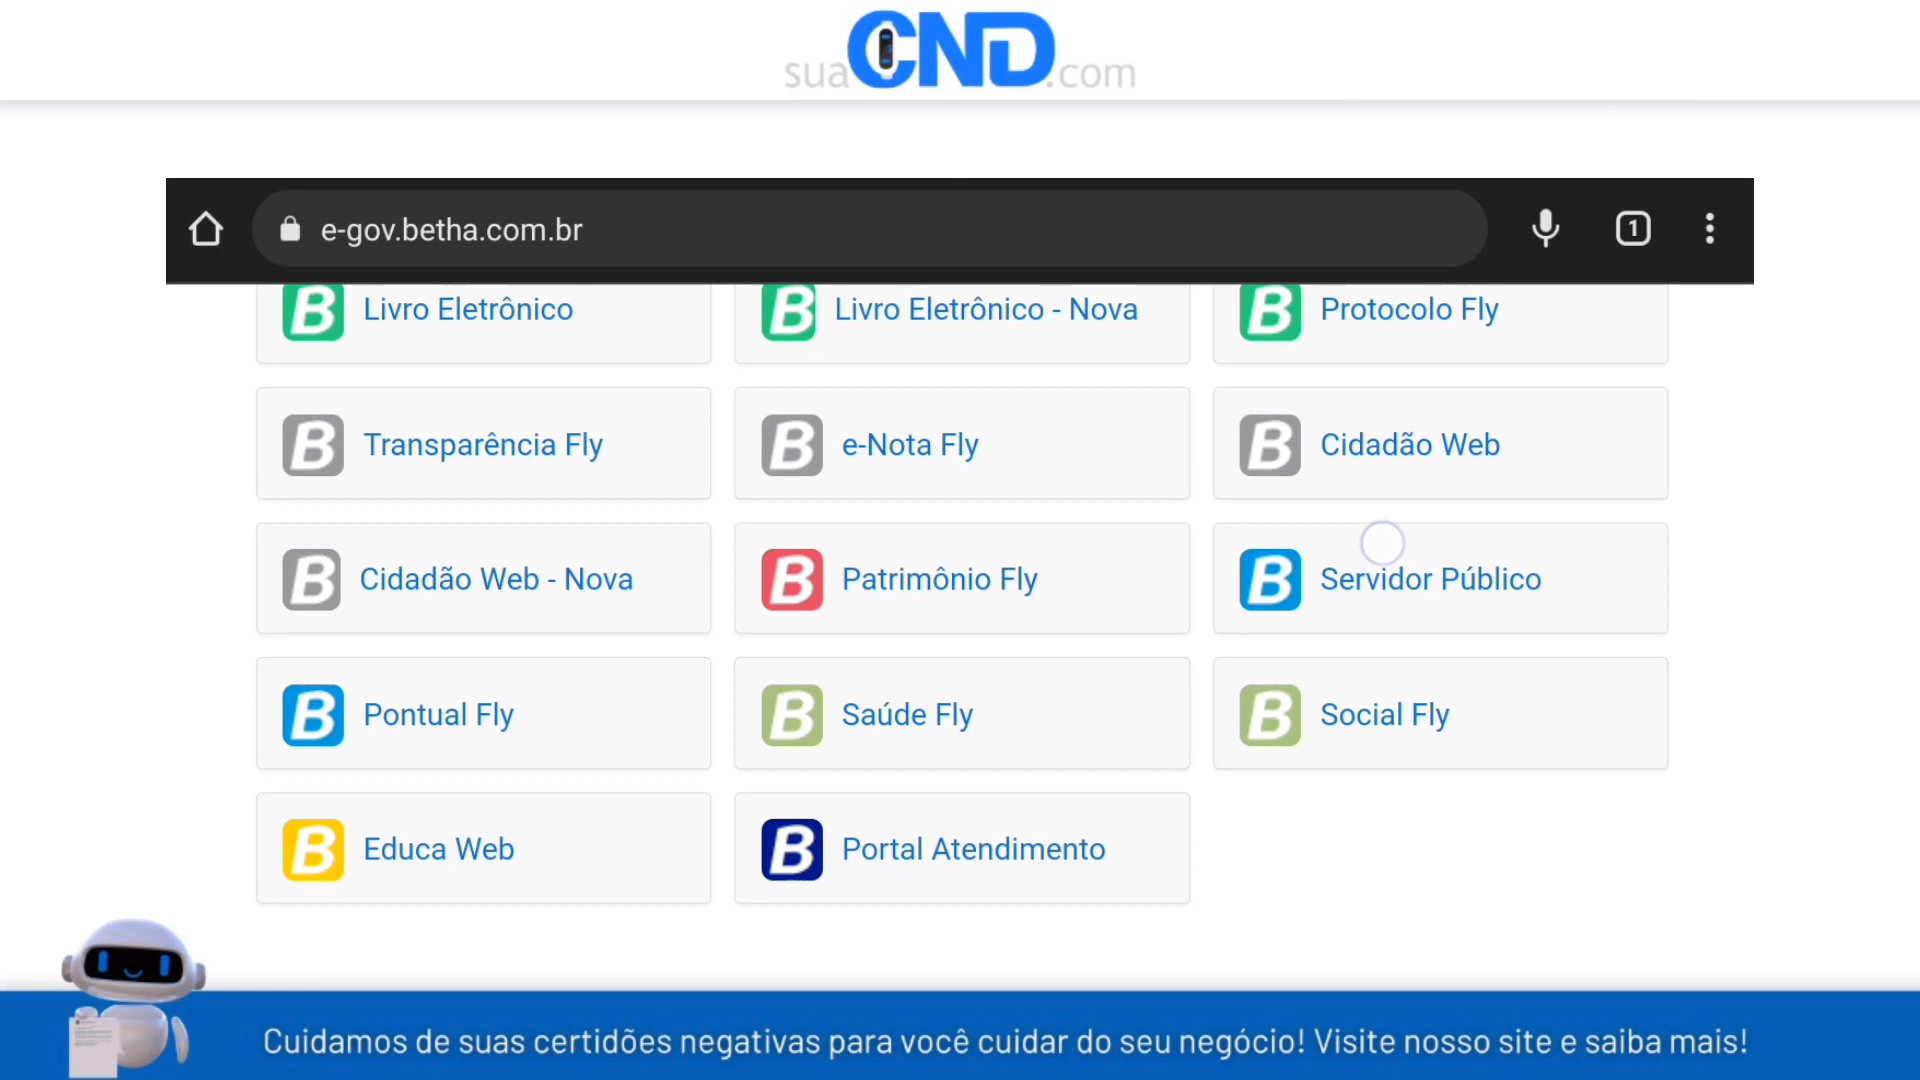 suaCND.com
e-gov.betha.com.br
1
Livro Eletrônico
Livro Eletrônico - Nova
Protocolo Fly
Transparência Fly
e-Nota Fly
Cidadão Web
Cidadão Web - Nova
Patrimônio Fly
Servidor Público
Pontual Fly
Saúde Fly
Social Fly
Educa Web
Portal Atendimento
Cuidamos de suas certidões negativas para você cuidar do seu negócio! Visite nosso site e saiba mais!